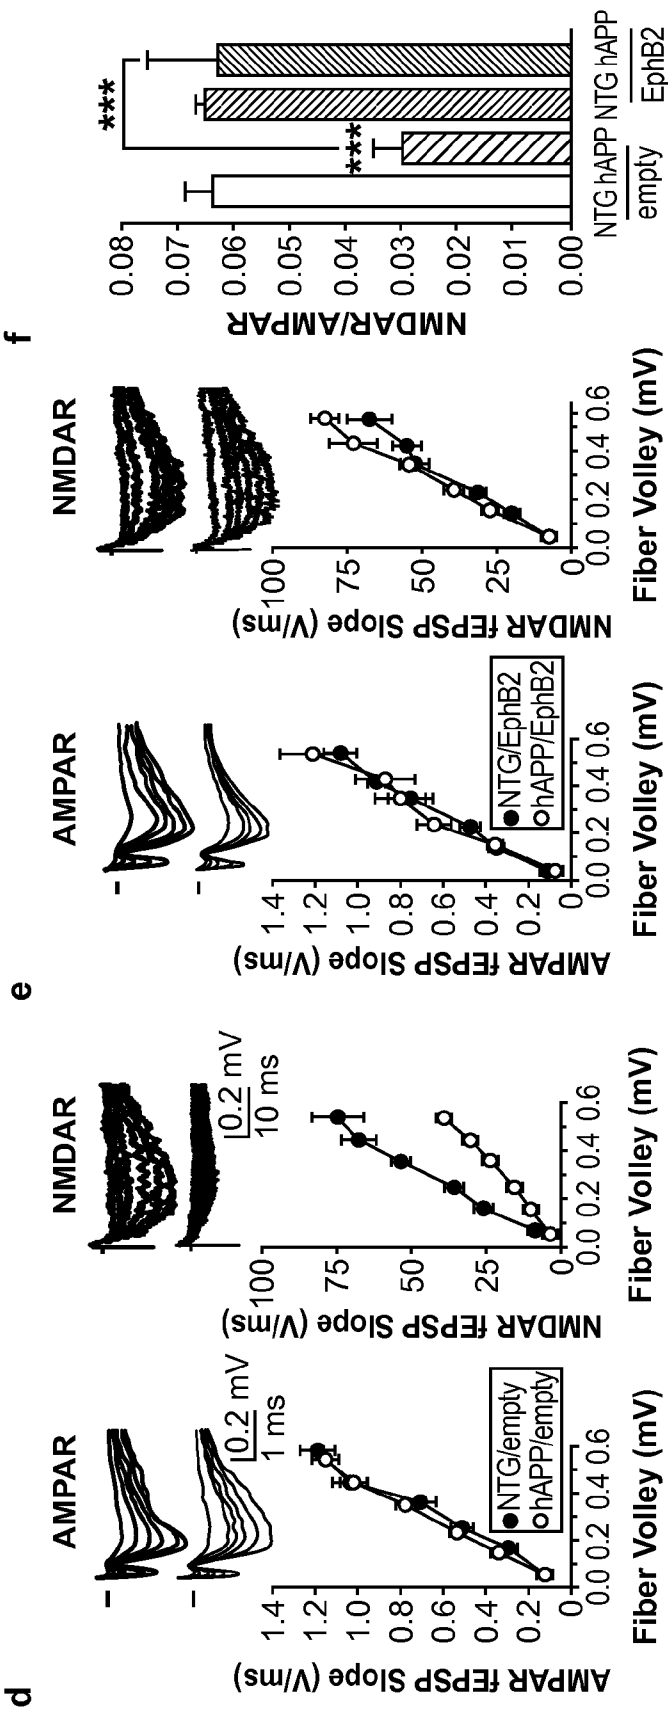 d
AMPAR
0.2 mV
1 ms
AMPAR fEPSP Slope (V/ms)
1.4
1.2
1.0
0.8
0.6
0.4
0.2
0
NTG/empty
hAPP/empty
0.0 0.2 0.4 0.6
Fiber Volley (mV)
NMDAR
0.2 mV
10 ms
NMDAR fEPSP Slope (V/ms)
100
75
50
25
0
0.0 0.2 0.4 0.6
Fiber Volley (mV)
e
AMPAR
AMPAR fEPSP Slope (V/ms)
1.4
1.2
1.0
0.8
0.6
0.4
0.2
0
NTG/EphB2
hAPP/EphB2
0.0 0.2 0.4 0.6
Fiber Volley (mV)
NMDAR
NMDAR fEPSP Slope (V/ms)
100
75
50
25
0
0.0 0.2 0.4 0.6
Fiber Volley (mV)
f
NMDAR/AMPAR
0.08
0.07
0.06
0.05
0.04
0.03
0.02
0.01
0.00
***
***
NTG hAPP NTG hAPP
empty EphB2